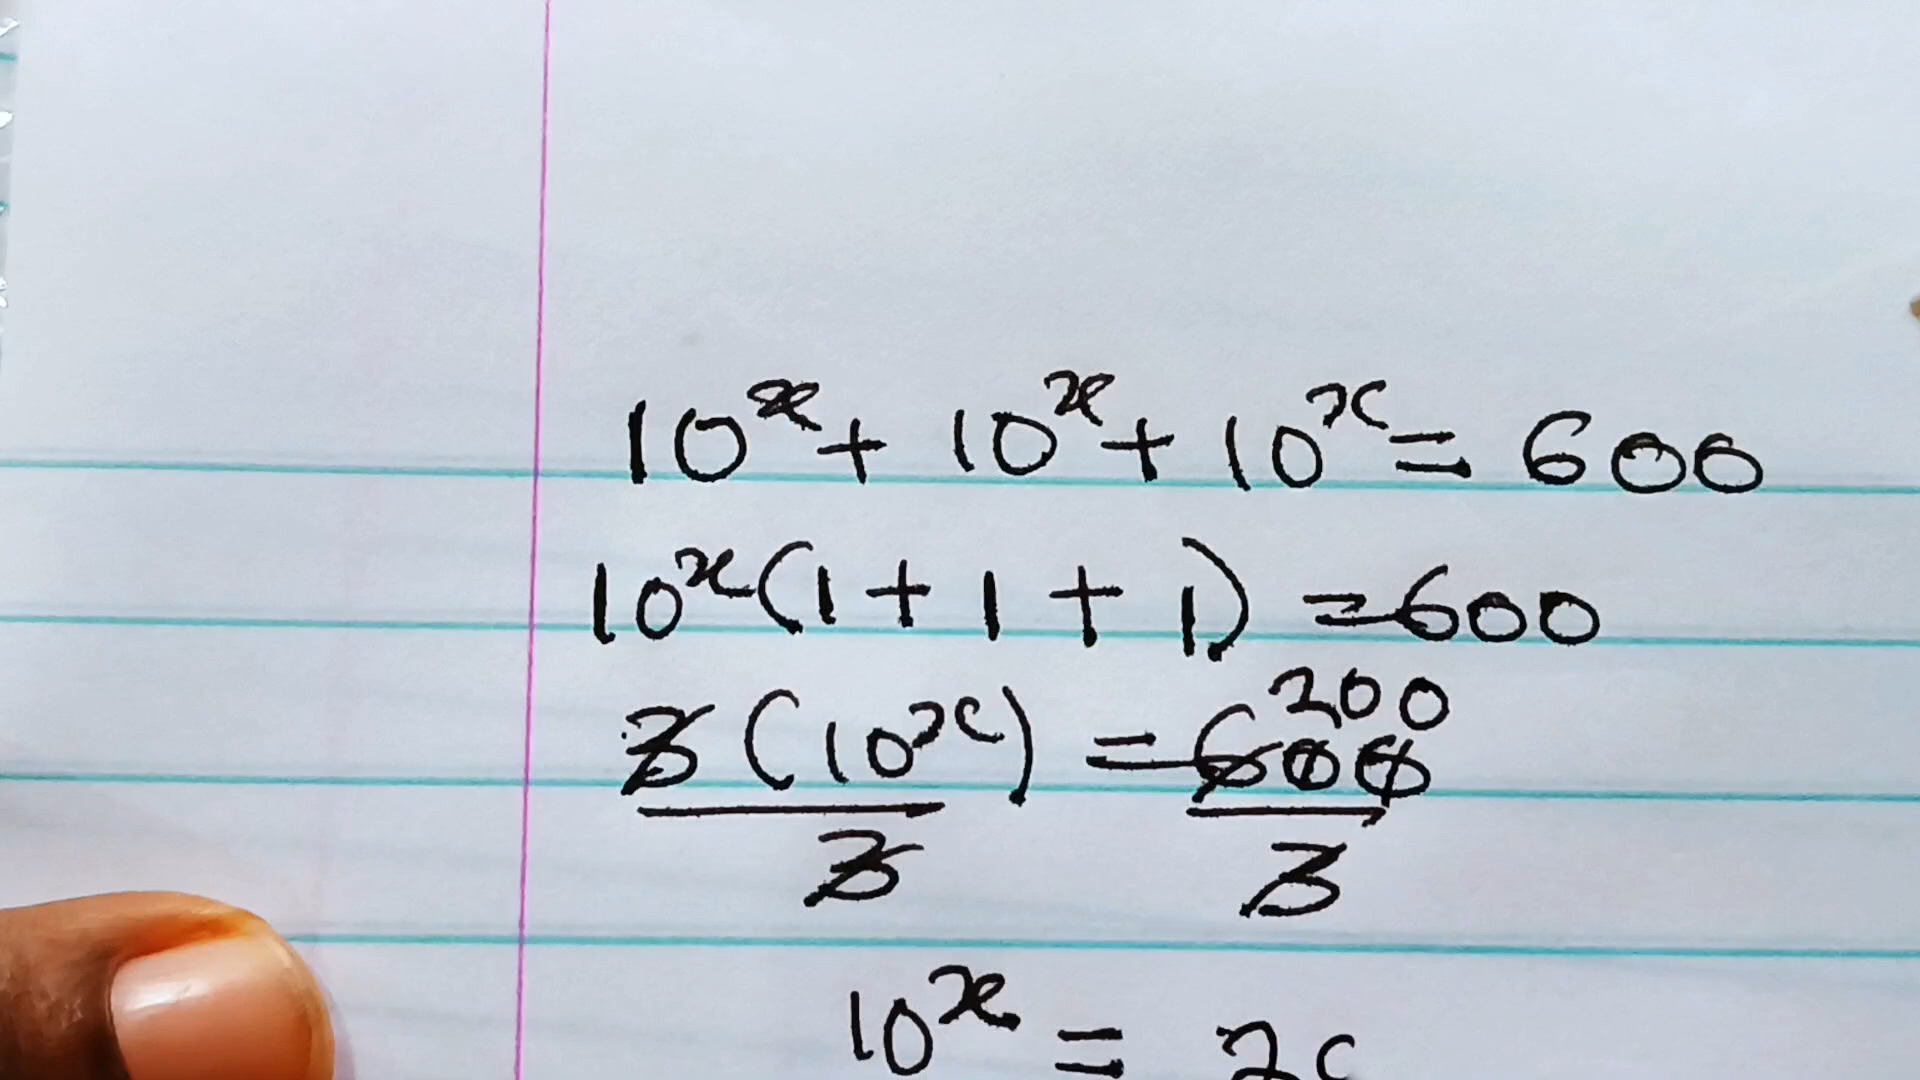 10^x + 10^x + 10^x = 600
10^x (1 + 1 + 1) = 600
3 (10^x) / 3 = 600 / 3 200
10^x =